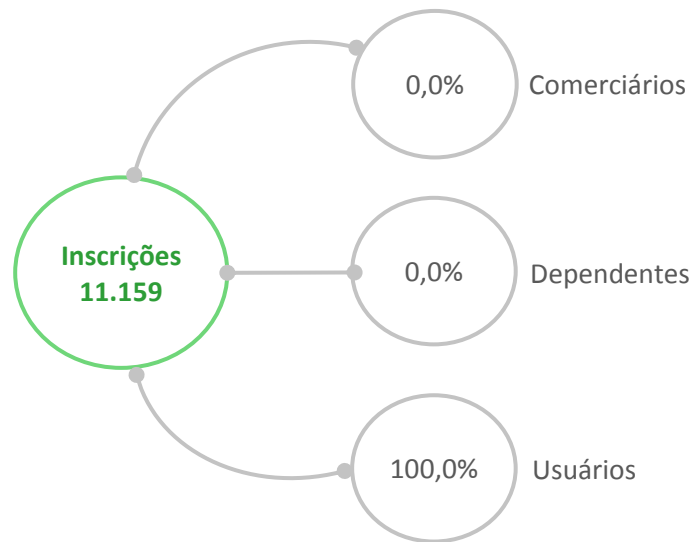 0,0%
Comerciários
Inscrições
11.159
0,0%
Dependentes
100,0%
Usuários